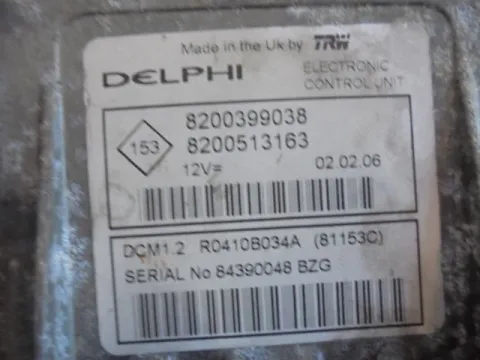 Made in the Uk by TRW
DELPHI
ELECTRONIC
CONTROL UNIT
153
8200399038
8200513163
12V=
02.02.06
DCM1.2 R0410B034A (81153C)
SERIAL No 84390048 BZG